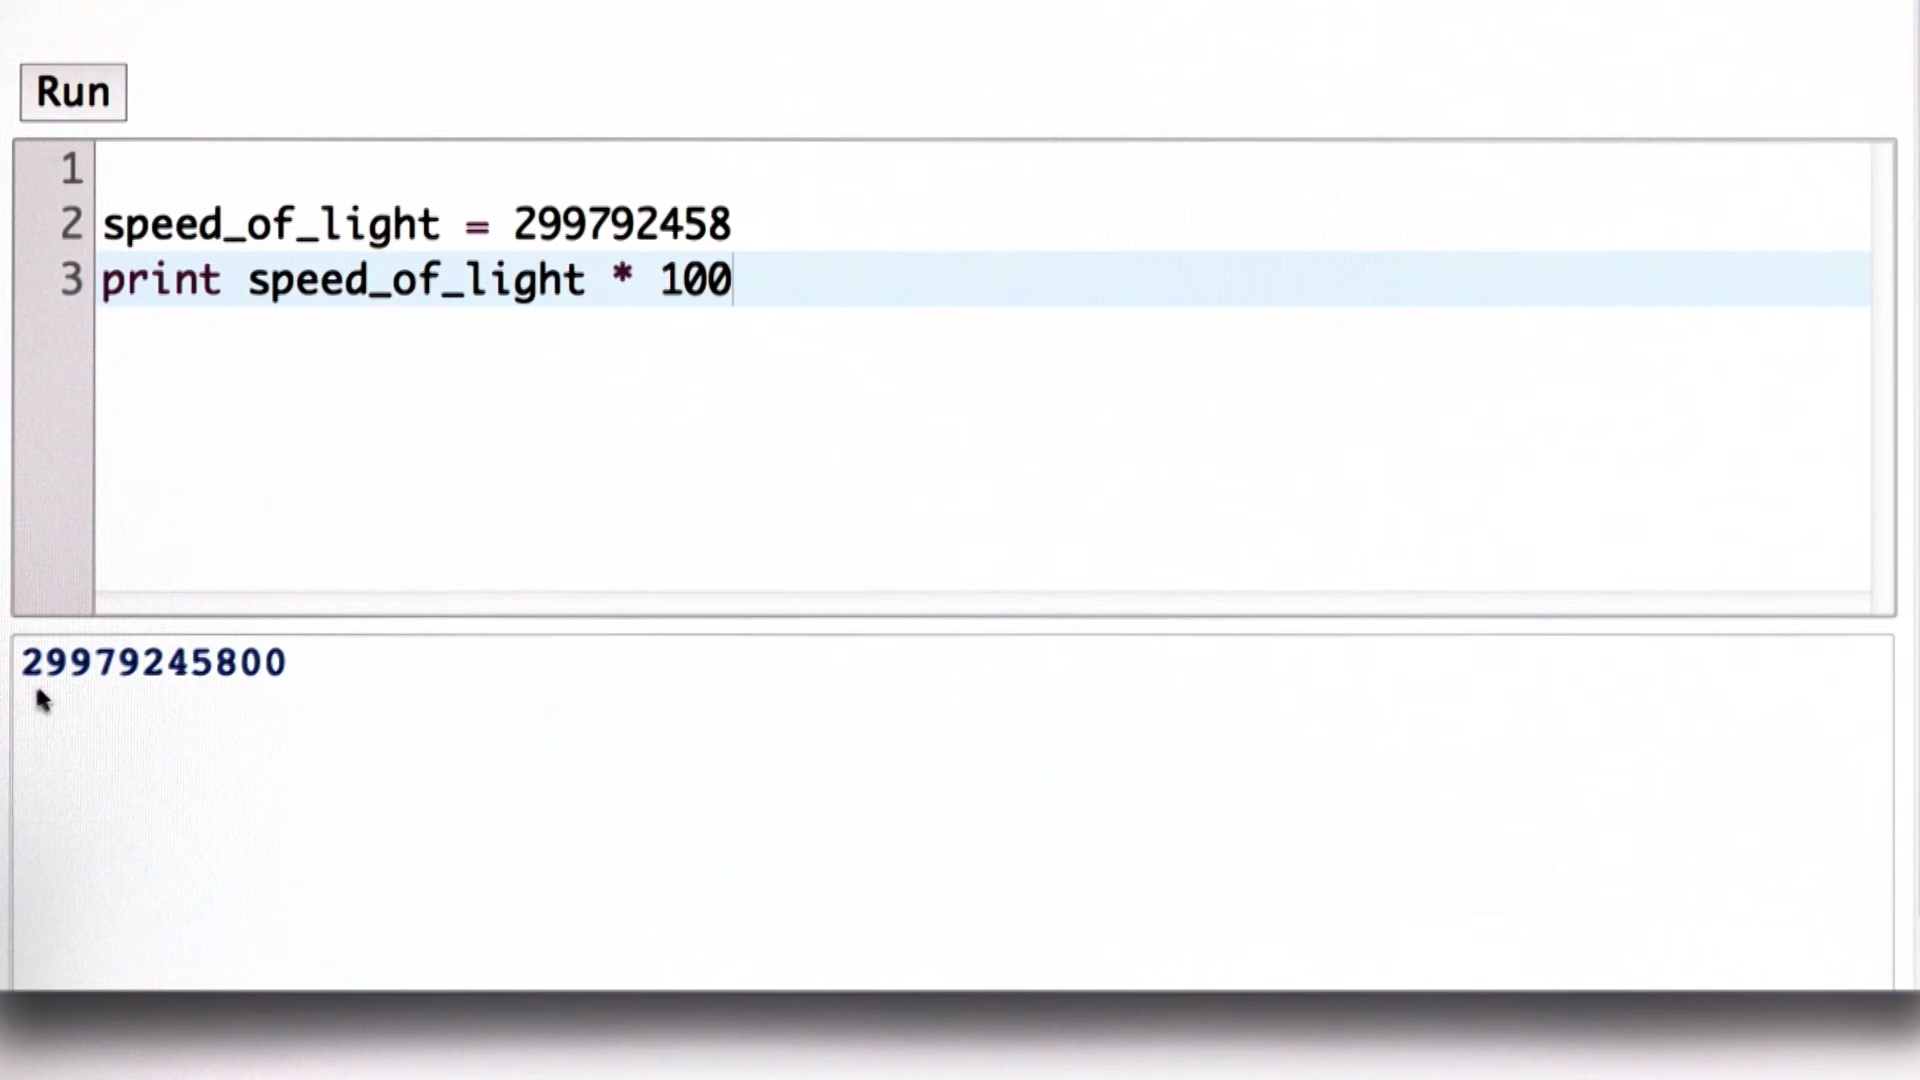 Run
1
2 speed_of_light = 299792458
3 print speed_of_light * 100
29979245800